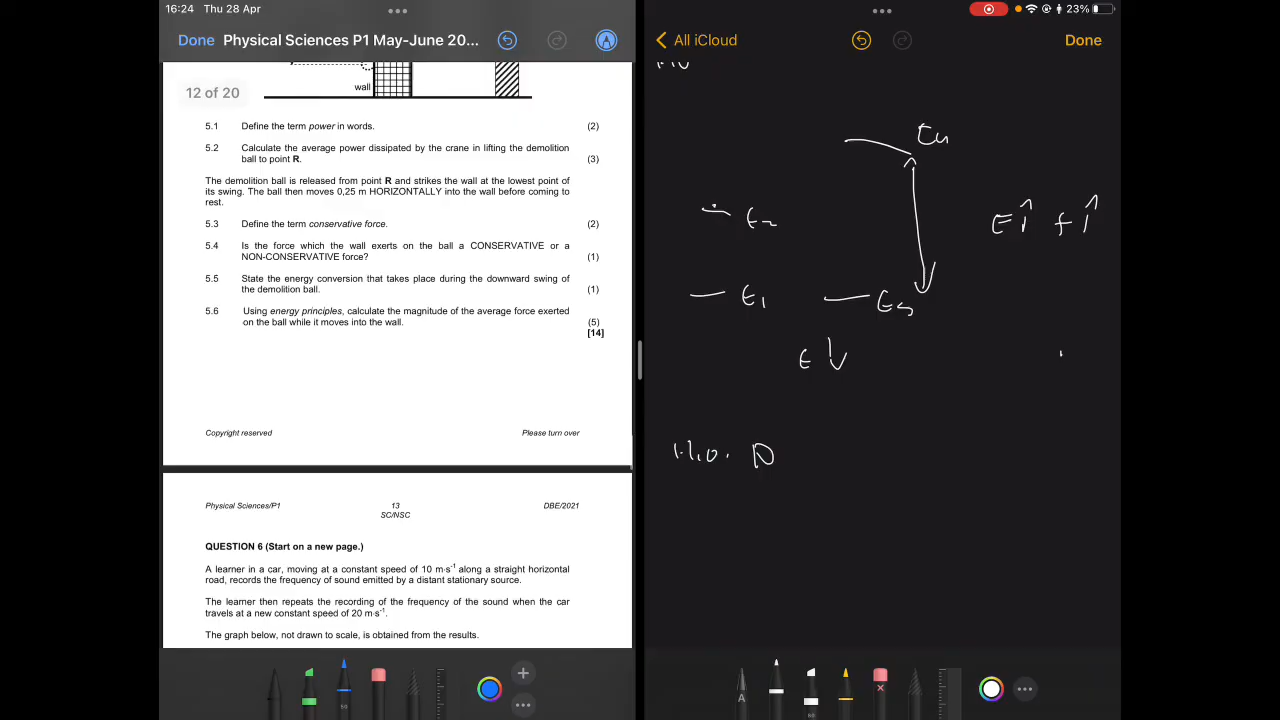 16:24 Thu 28 Apr
23%
Done Physical Sciences P1 May-June 20...
All iCloud
Done
12 of 20
wall
5.1 Define the term power in words. (2)
5.2 Calculate the average power dissipated by the crane in lifting the demolition
ball to point R. (3)
The demolition ball is released from point R and strikes the wall at the lowest point of
its swing. The ball then moves 0,25 m HORIZONTALLY into the wall before coming to
rest.
5.3 Define the term conservative force. (2)
5.4 Is the force which the wall exerts on the ball a CONSERVATIVE or a
NON-CONSERVATIVE force? (1)
5.5 State the energy conversion that takes place during the downward swing of
the demolition ball. (1)
5.6 Using energy principles, calculate the magnitude of the average force exerted
on the ball while it moves into the wall. (5)
[14]
Copyright reserved Please turn over
Physical Sciences/P1 13 DBE/2021
SC/NSC
QUESTION 6 (Start on a new page.)
A learner in a car, moving at a constant speed of 10 m·s-1 along a straight horizontal
road, records the frequency of sound emitted by a distant stationary source.
The learner then repeats the recording of the frequency of the sound when the car
travels at a new constant speed of 20 m·s-1.
The graph below, not drawn to scale, is obtained from the results.
E2
E↑ f↑
E1
E↓
11.10. D
A